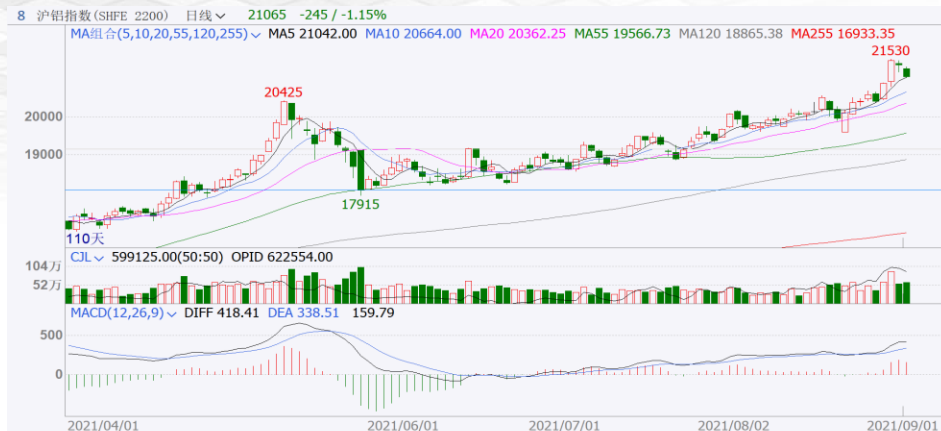 8 沪铝指数(SHFE 2200) 日线 21065 -245 / -1.15%
MA组合(5,10,20,55,120,255) MA5 21042.00 MA10 20664.00 MA20 20362.25 MA55 19566.73 MA120 18865.38 MA255 16933.35
21530
20425
20000
19000
17915
110天
CJL 599125.00(50:50) OPID 622554.00
104万
52万
MACD(12,26,9) DIFF 418.41 DEA 338.51 159.79
500
0
2021/04/01 2021/06/01 2021/07/01 2021/08/02 2021/09/01